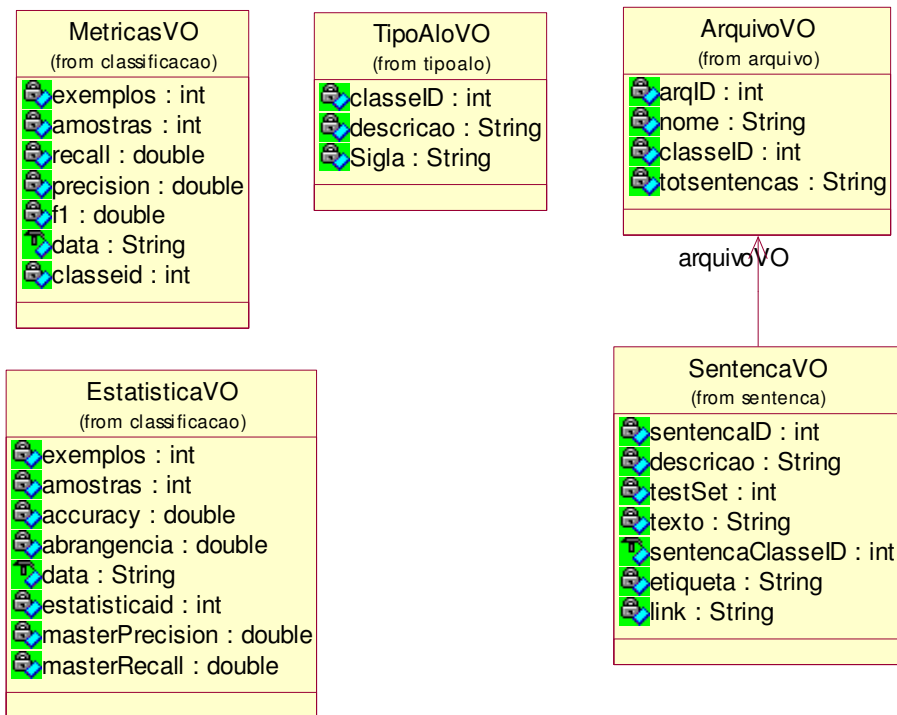 MetricasVO
(from classificacao)
exemplos : int
amostras : int
recall : double
precision : double
f1 : double
data : String
classeid : int
TipoAloVO
(from tipoalo)
classeID : int
descricao : String
Sigla : String
ArquivoVO
(from arquivo)
arqID : int
nome : String
classeID : int
totsentencas : String
arquivoVO
EstatisticaVO
(from classificacao)
exemplos : int
amostras : int
accuracy : double
abrangencia : double
data : String
estatisticaid : int
masterPrecision : double
masterRecall : double
SentencaVO
(from sentenca)
sentencaID : int
descricao : String
testSet : int
texto : String
sentencaClasseID : int
etiqueta : String
link : String